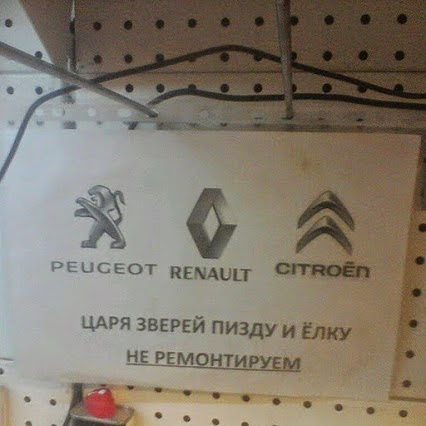 PEUGEOT RENAULT CITROËN
ЦАРЯ ЗВЕРЕЙ ПИЗДУ И ЁЛКУ
НЕ РЕМОНТИРУЕМ